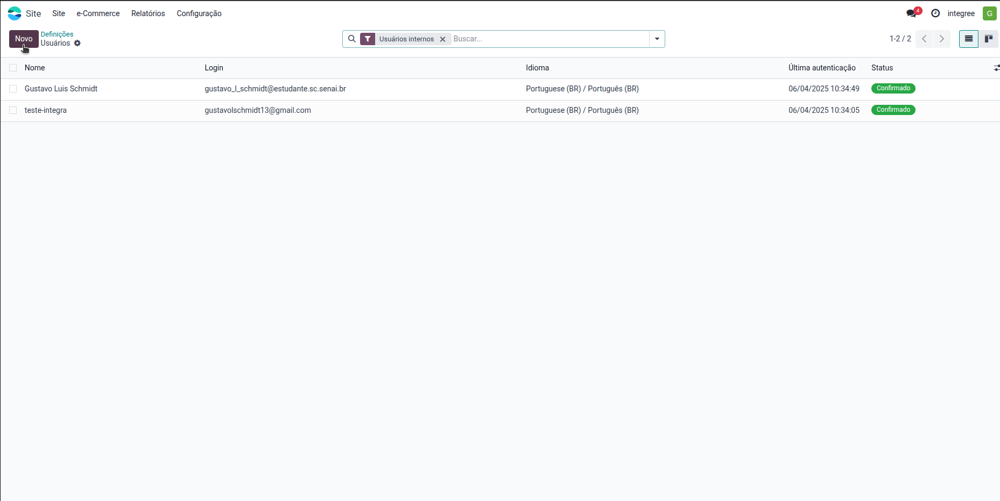 Site Site e-Commerce Relatórios Configuração 4 integree G
Novo Definições
Usuários Usuários internos Buscar... 1-2 / 2
Nome Login Idioma Última autenticação Status
Gustavo Luis Schmidt gustavo_l_schmidt@estudante.sc.senai.br Portuguese (BR) / Português (BR) 06/04/2025 10:34:49 Confirmado
teste-integra gustavolschmidt13@gmail.com Portuguese (BR) / Português (BR) 06/04/2025 10:34:05 Confirmado